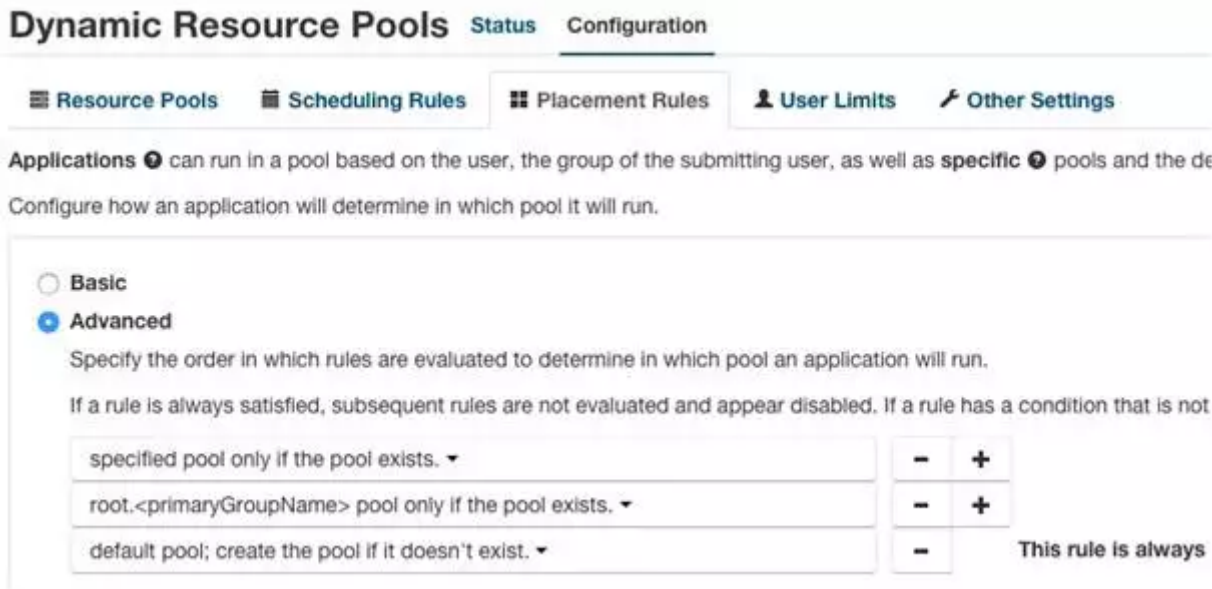 Dynamic Resource Pools Status Configuration
Resource Pools Scheduling Rules Placement Rules User Limits Other Settings
Applications can run in a pool based on the user, the group of the submitting user, as well as specific pools and the de
Configure how an application will determine in which pool it will run.
Basic
Advanced
Specify the order in which rules are evaluated to determine in which pool an application will run.
If a rule is always satisfied, subsequent rules are not evaluated and appear disabled. If a rule has a condition that is not
specified pool only if the pool exists. - +
root.<primaryGroupName> pool only if the pool exists. - +
default pool; create the pool if it doesn't exist. - This rule is always